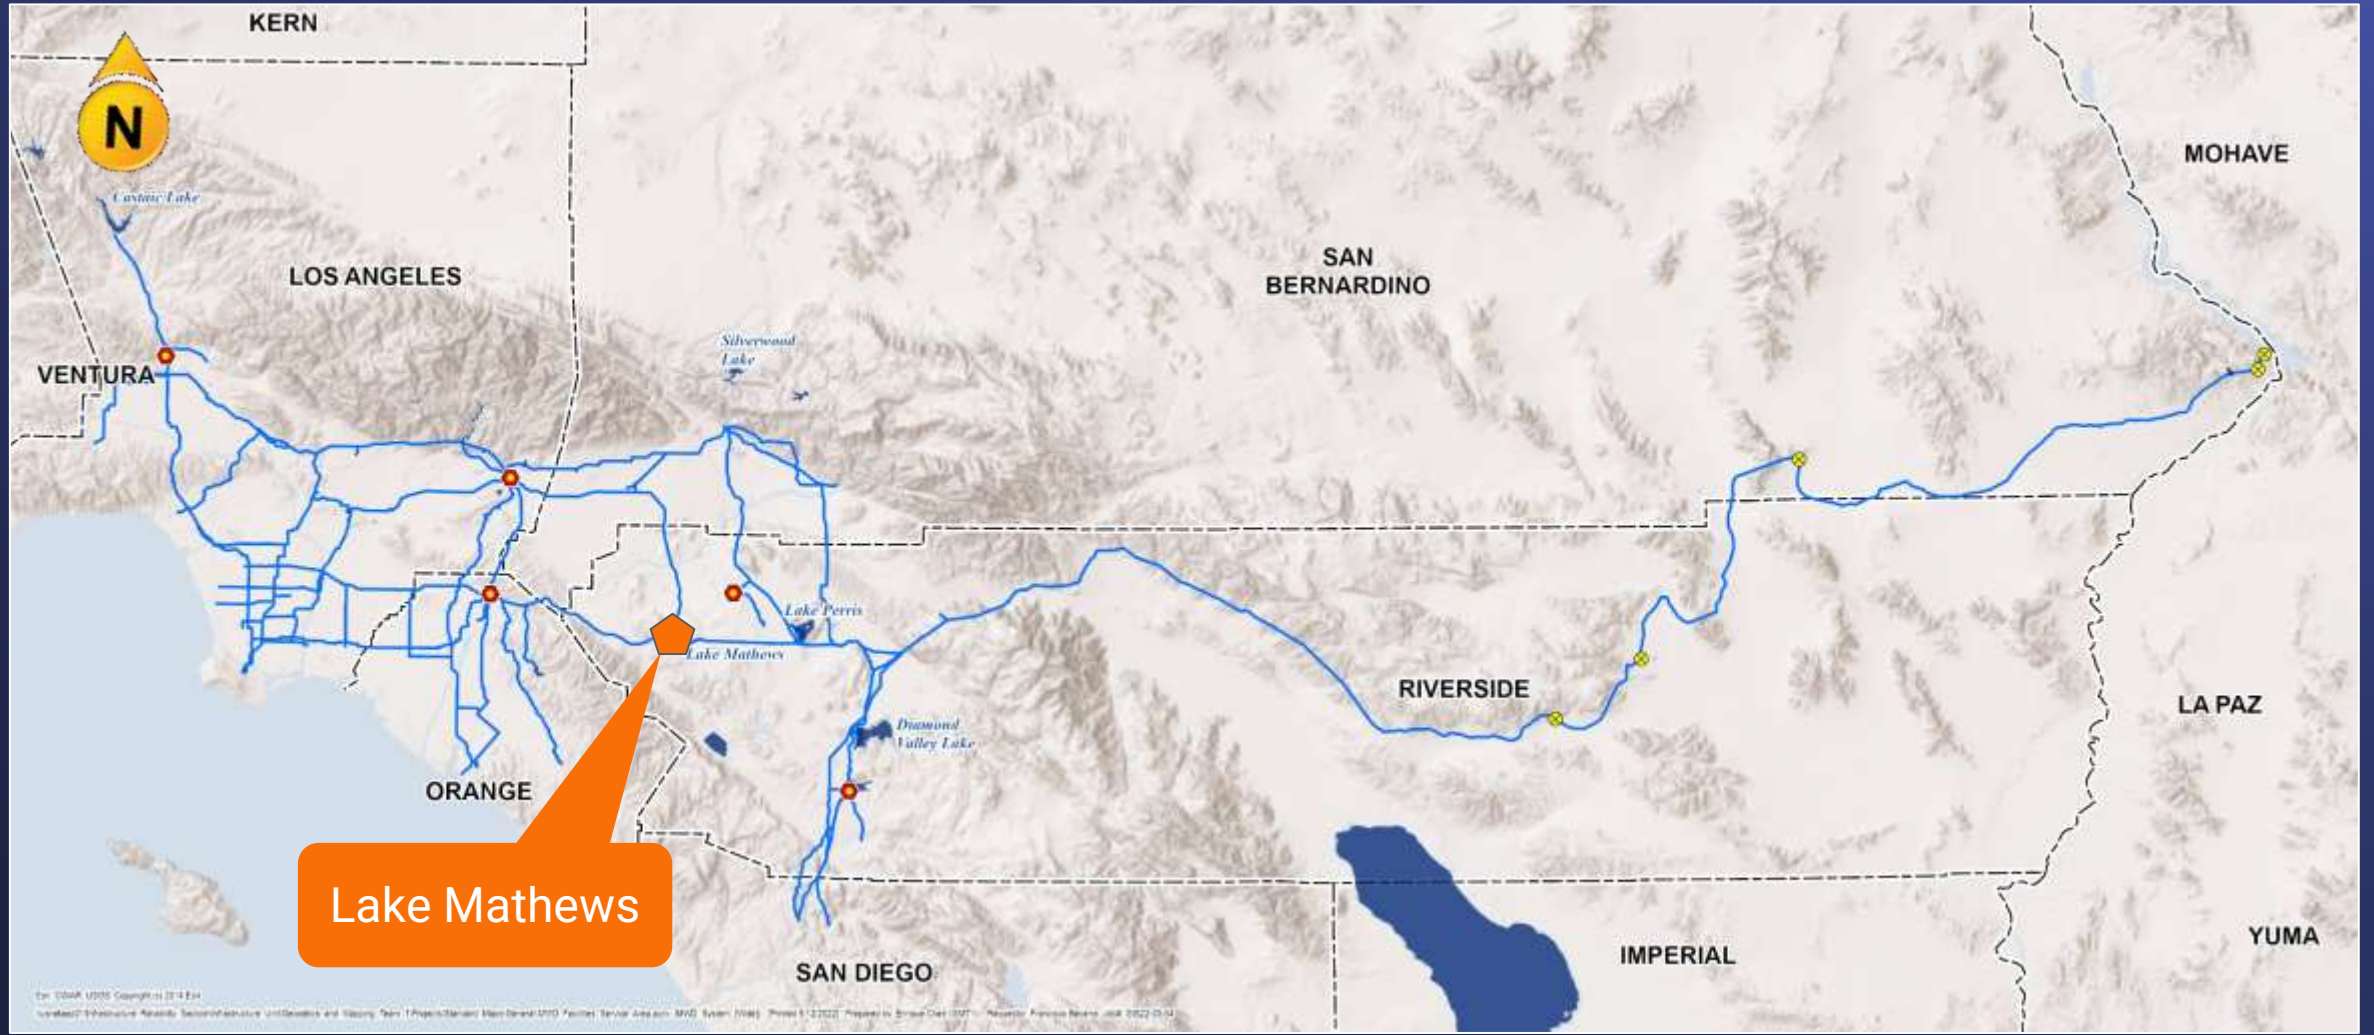 KERN
N
MOHAVE
Castaic Lake
SAN
BERNARDINO
LOS ANGELES
Silverwood
Lake
VENTURA
Lake Perris
Lake Mathews
RIVERSIDE
LA PAZ
Diamond
Valley Lake
ORANGE
Lake Mathews
YUMA
IMPERIAL
SAN DIEGO